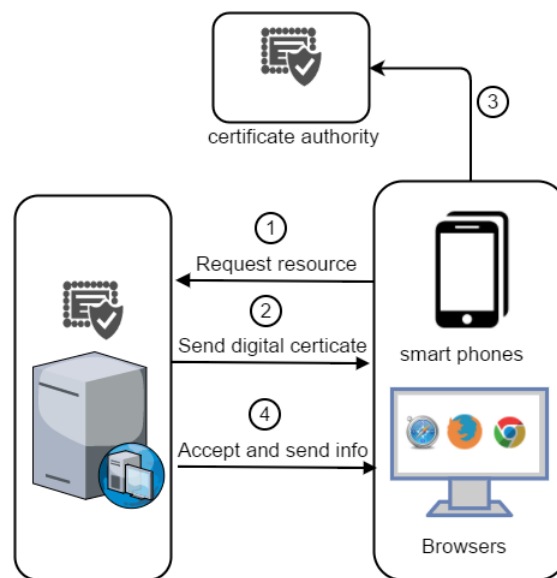 3
certificate authority
1
Request resource
2
Send digital certicate
smart phones
4
Accept and send info
Browsers